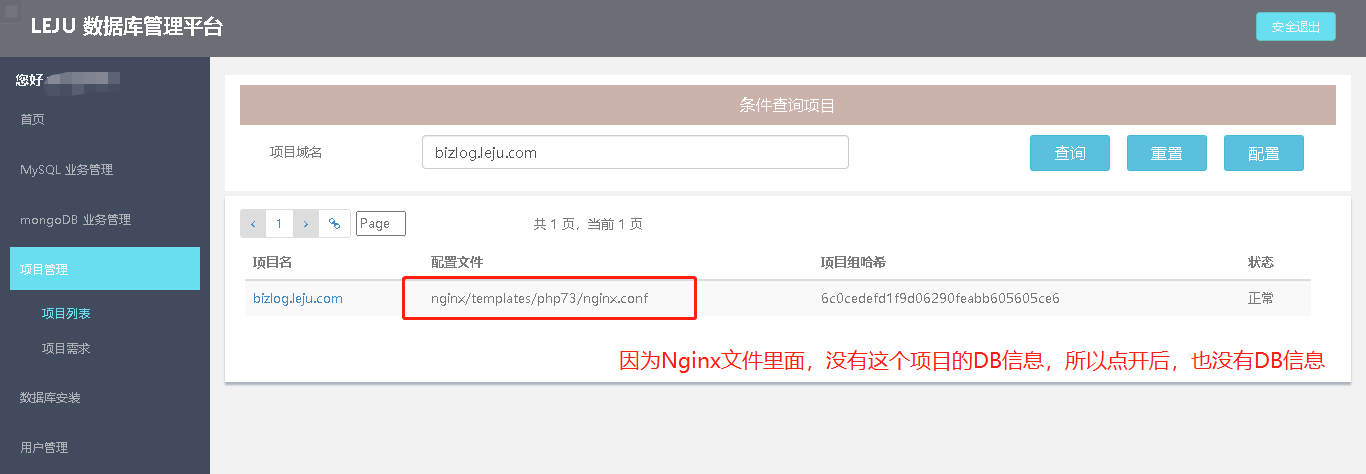 LEJU 数据库管理平台
安全退出
您好
首页
MySQL 业务管理
mongoDB 业务管理
项目管理
项目列表
项目需求
数据库安装
用户管理
条件查询项目
项目域名
bizlog.leju.com
查询
重置
配置
‹ 1 › Page 共 1 页，当前 1 页
项目名 配置文件 项目组哈希 状态
bizlog.leju.com nginx/templates/php73/nginx.conf 6c0cedefd1f9d06290feabb605605ce6 正常
因为Nginx文件里面，没有这个项目的DB信息，所以点开后，也没有DB信息